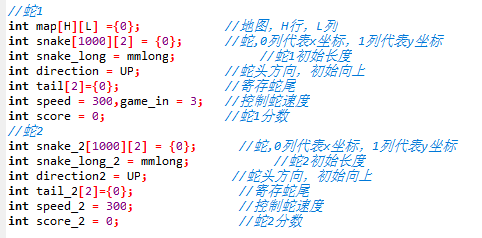 //蛇1
int map[H][L] ={0}; //地图，H行，L列
int snake[1000][2] = {0}; //蛇,0列代表x坐标，1列代表y坐标
int snake_long = mmlong; //蛇1初始长度
int direction = UP; //蛇头方向，初始向上
int tail[2]={0}; //寄存蛇尾
int speed = 300,game_in = 3; //控制蛇速度
int score = 0; //蛇1分数
//蛇2
int snake_2[1000][2] = {0}; //蛇,0列代表x坐标，1列代表y坐标
int snake_long_2 = mmlong; //蛇2初始长度
int direction2 = UP; //蛇头方向，初始向上
int tail_2[2]={0}; //寄存蛇尾
int speed_2 = 300; //控制蛇速度
int score_2 = 0; //蛇2分数